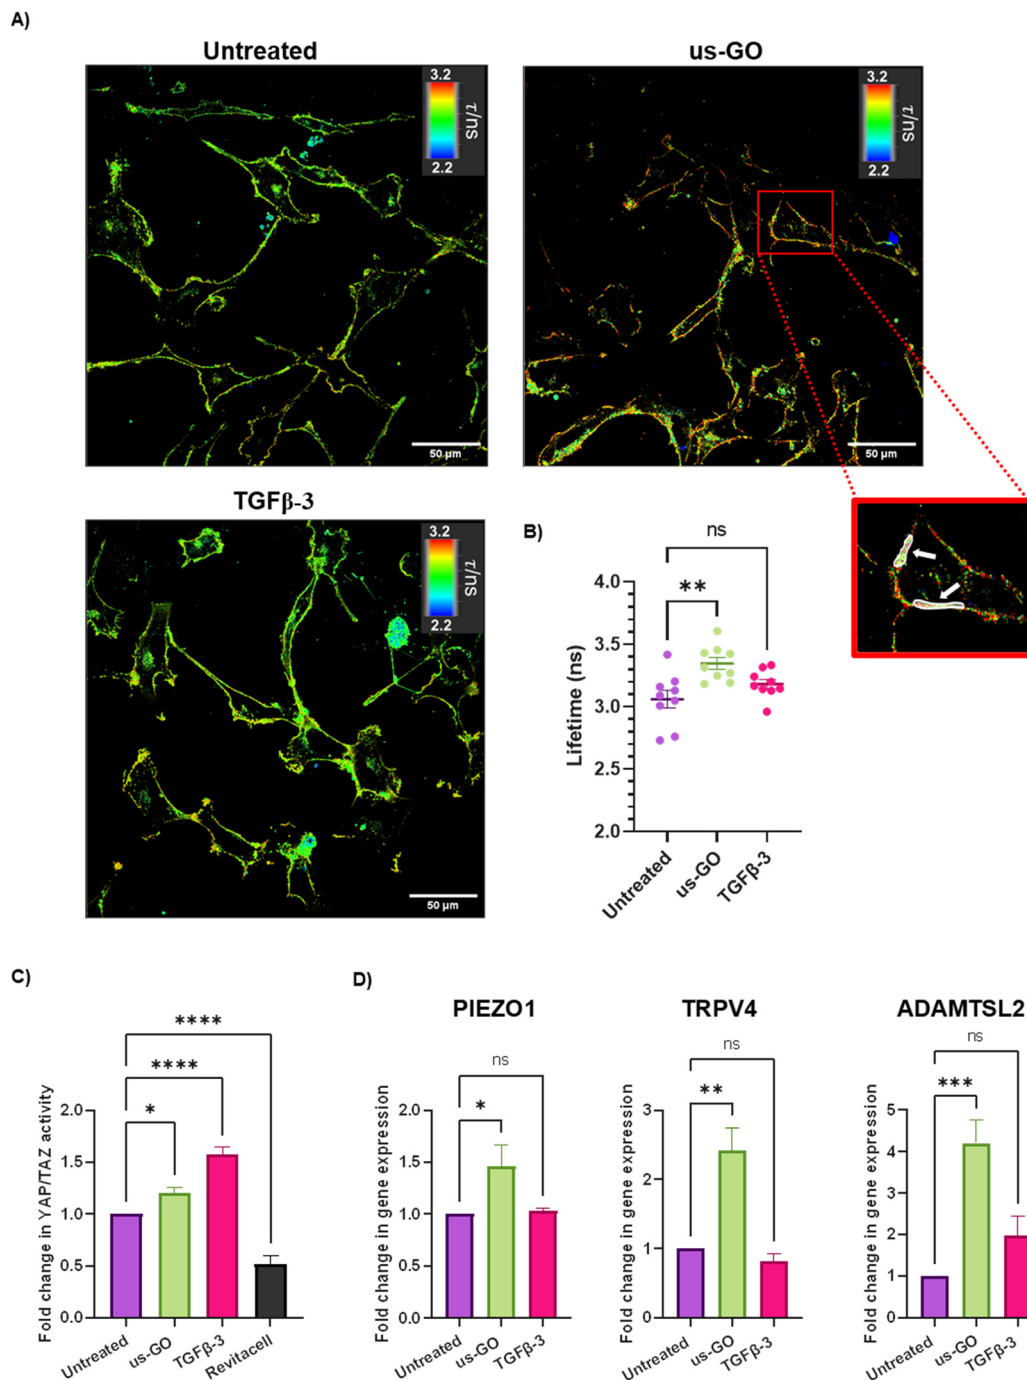 A)
Untreated
us-GO
3.2
τ/ns
2.2
3.2
τ/ns
2.2
50 µm
50 µm
TGFβ-3
3.2
τ/ns
2.2
50 µm
B)
ns
**
4.0
3.5
3.0
2.5
2.0
Lifetime (ns)
Untreated
us-GO
TGFβ-3
C)
****
****
*
2.0
1.5
1.0
0.5
0.0
Fold change in YAP/TAZ activity
Untreated
us-GO
TGFβ-3
Revitacell
D)
PIEZO1
ns
*
2.0
1.5
1.0
0.5
0.0
Fold change in gene expression
Untreated
us-GO
TGFβ-3
TRPV4
ns
**
3
2
1
0
Fold change in gene expression
Untreated
us-GO
TGFβ-3
ADAMTSL2
ns
***
5
4
3
2
1
0
Fold change in gene expression
Untreated
us-GO
TGFβ-3